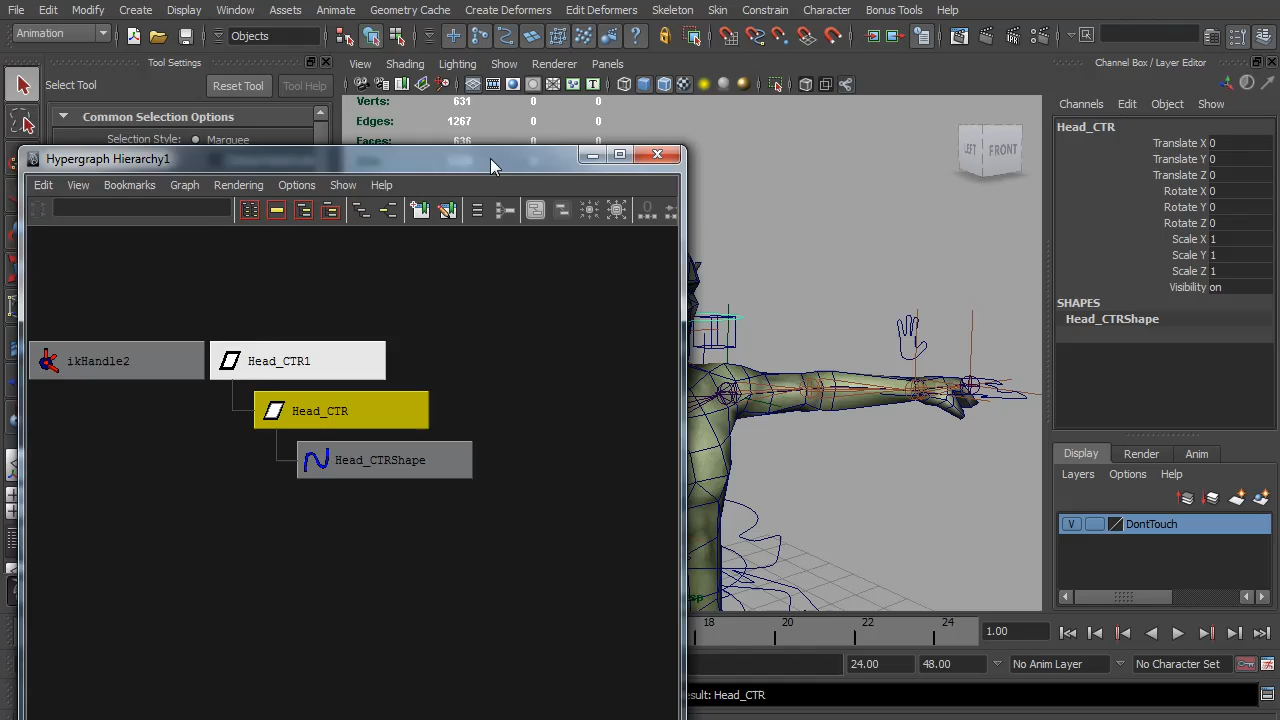 File Edit Modify Create Display Window Assets Animate Geometry Cache Create Deformers Edit Deformers Skeleton Skin Constrain Character Bonus Tools Help
Animation Objects
Tool Settings
View Shading Lighting Show Renderer Panels
Channel Box / Layer Editor
Select Tool Reset Tool Tool Help
Channels Edit Object Show
Common Selection Options
Selection Style: Marquee
Verts: 631 0 0
Edges: 1267 0 0
Faces: 636 0 0
LEFT FRONT
Head_CTR
Translate X 0
Translate Y 0
Translate Z 0
Rotate X 0
Rotate Y 0
Rotate Z 0
Scale X 1
Scale Y 1
Scale Z 1
Visibility on
SHAPES
Head_CTRShape
Hypergraph Hierarchy1
Edit View Bookmarks Graph Rendering Options Show Help
ikHandle2 Head_CTR1
Head_CTR
Head_CTRShape
Display Render Anim
Layers Options Help
V DontTouch
18 20 22 24 1.00
24.00 48.00 No Anim Layer No Character Set
sult: Head_CTR